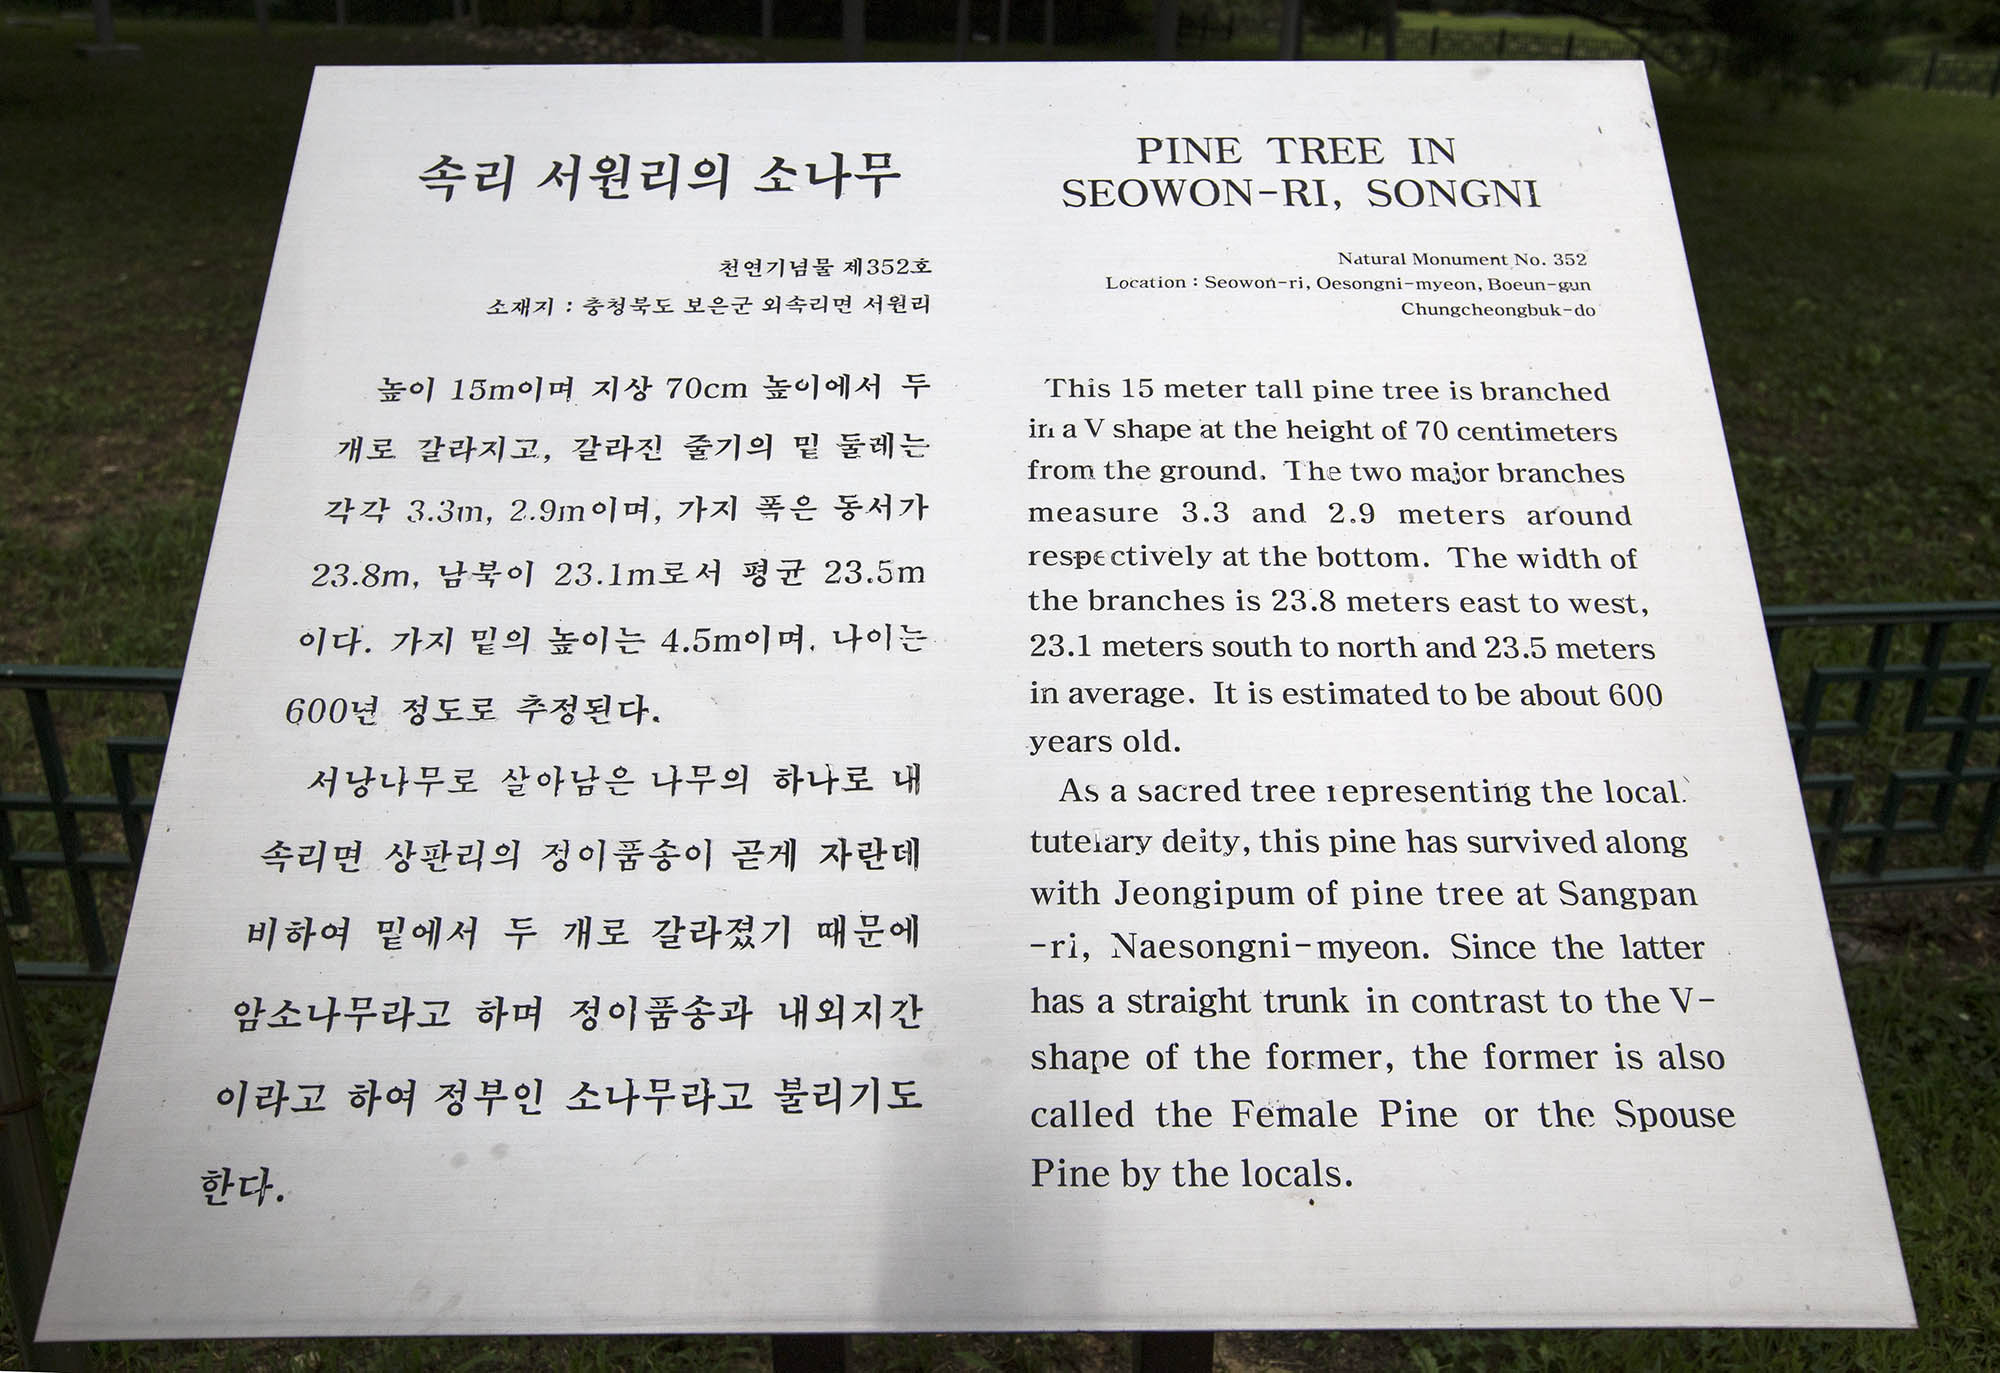 속리 서원리의 소나무
천연기념물 제352호
소재지 : 충청북도 보은군 외속리면 서원리
높이 15m이며 지상 70cm 높이에서 두
개로 갈라지고, 갈라진 줄기의 밑 둘레는
각각 3.3m, 2.9m이며, 가지 폭은 동서가
23.8m, 남북이 23.1m로서 평균 23.5m
이다. 가지 밑의 높이는 4.5m이며, 나이는
600년 정도로 추정된다.
서낭나무로 살아남은 나무의 하나로 내
속리면 상판리의 정이품송이 곧게 자란데
비하여 밑에서 두 개로 갈라졌기 때문에
암소나무라고 하며 정이품송과 내외지간
이라고 하여 정부인 소나무라고 불리기도
한다.
PINE TREE IN
SEOWON-RI, SONGNI
Natural Monument No. 352
Location : Seowon-ri, Oesongni-myeon, Boeun-gun
Chungcheongbuk-do
This 15 meter tall pine tree is branched
in a V shape at the height of 70 centimeters
from the ground. The two major branches
measure 3.3 and 2.9 meters around
respectively at the bottom. The width of
the branches is 23.8 meters east to west,
23.1 meters south to north and 23.5 meters
in average. It is estimated to be about 600
years old.
As a sacred tree representing the local
tutelary deity, this pine has survived along
with Jeongipum of pine tree at Sangpan
-ri, Naesongni-myeon. Since the latter
has a straight trunk in contrast to the V-
shape of the former, the former is also
called the Female Pine or the Spouse
Pine by the locals.